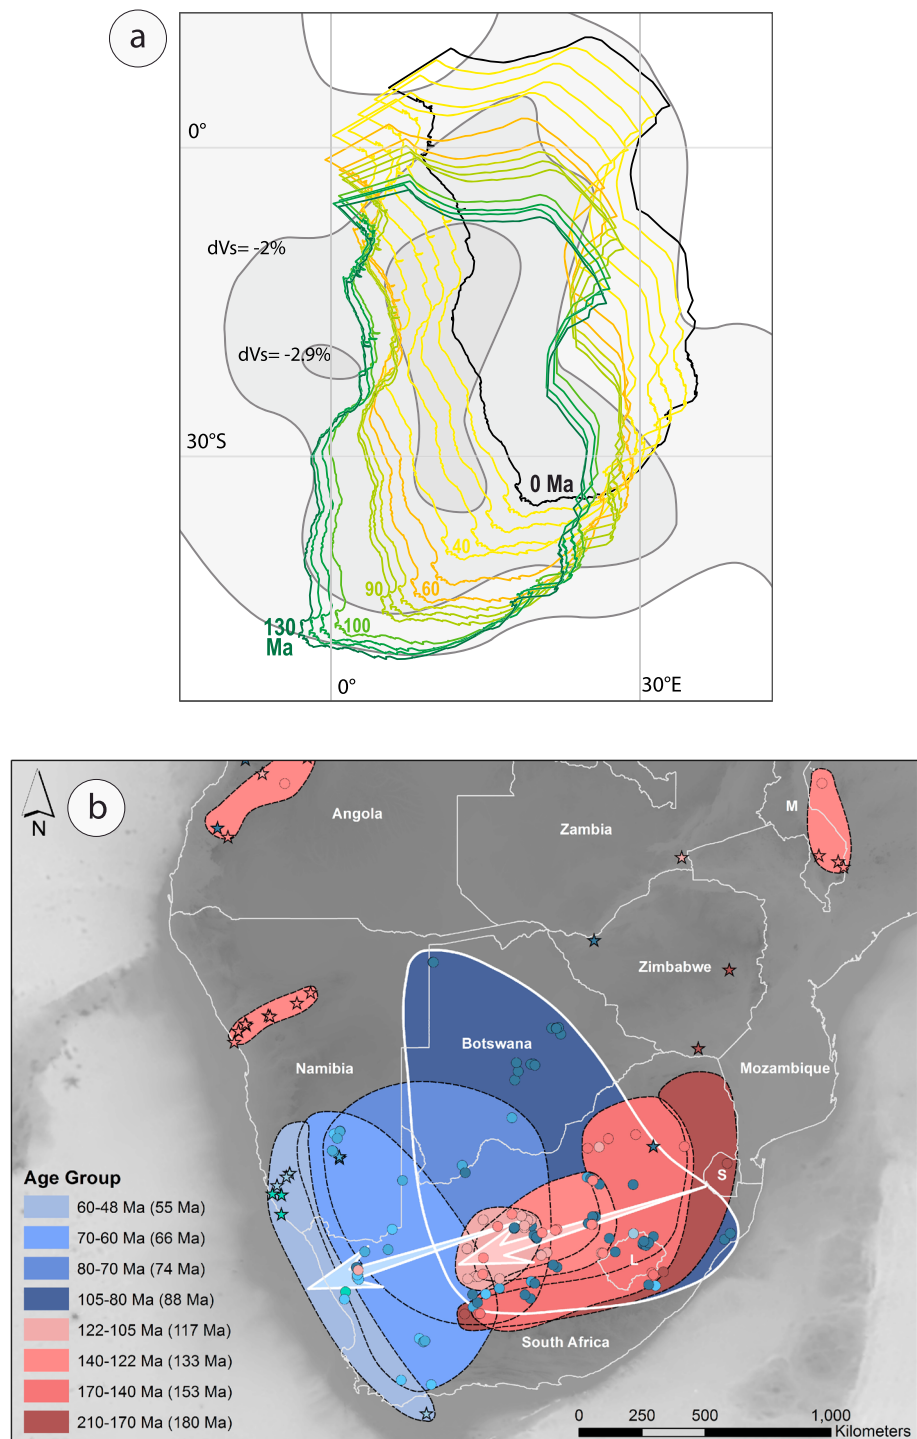 a
0°
dVs= -2%
dVs= -2.9%
30°S
0 Ma
40
90
60
130
Ma
100
0°
30°E
b
N
Angola
Zambia
M
Zimbabwe
Botswana
Namibia
Mozambique
S
L
South Africa
Age Group
60-48 Ma (55 Ma)
70-60 Ma (66 Ma)
80-70 Ma (74 Ma)
105-80 Ma (88 Ma)
122-105 Ma (117 Ma)
140-122 Ma (133 Ma)
170-140 Ma (153 Ma)
210-170 Ma (180 Ma)
0 250 500 1,000
Kilometers